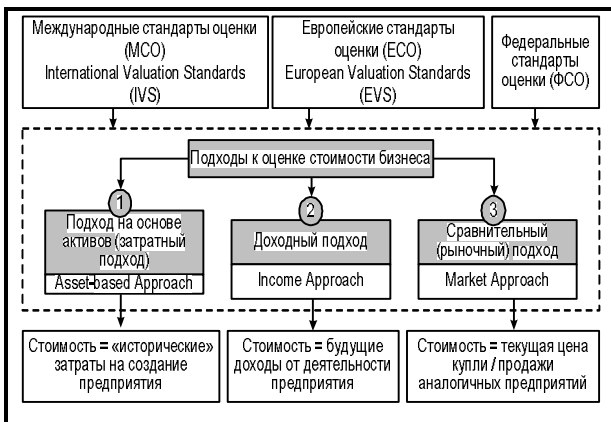 Международные стандарты оценки
(МСО)
International Valuation Standards
(IVS)
Европейские стандарты
оценки (ЕСО)
European Valuation Standards
(EVS)
Федеральные
стандарты
оценки (ФСО)
Подходы к оценке стоимости бизнеса
1
Подход на основе
активов (затратный
подход)
Asset-based Approach
2
Доходный подход
Income Approach
3
Сравнительный
(рыночный) подход
Market Approach
Стоимость = «исторические»
затраты на создание
предприятия
Стоимость = будущие
доходы от деятельности
предприятия
Стоимость = текущая цена
купли / продажи
аналогичных предприятий